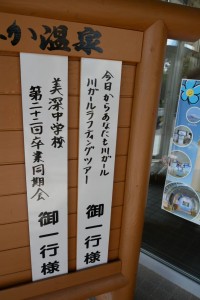 か温泉
今日からあなたも川ガール
川ガールラフティングツアー
御一行様
美深中学校
第二十二回卒業同期会
御一行様